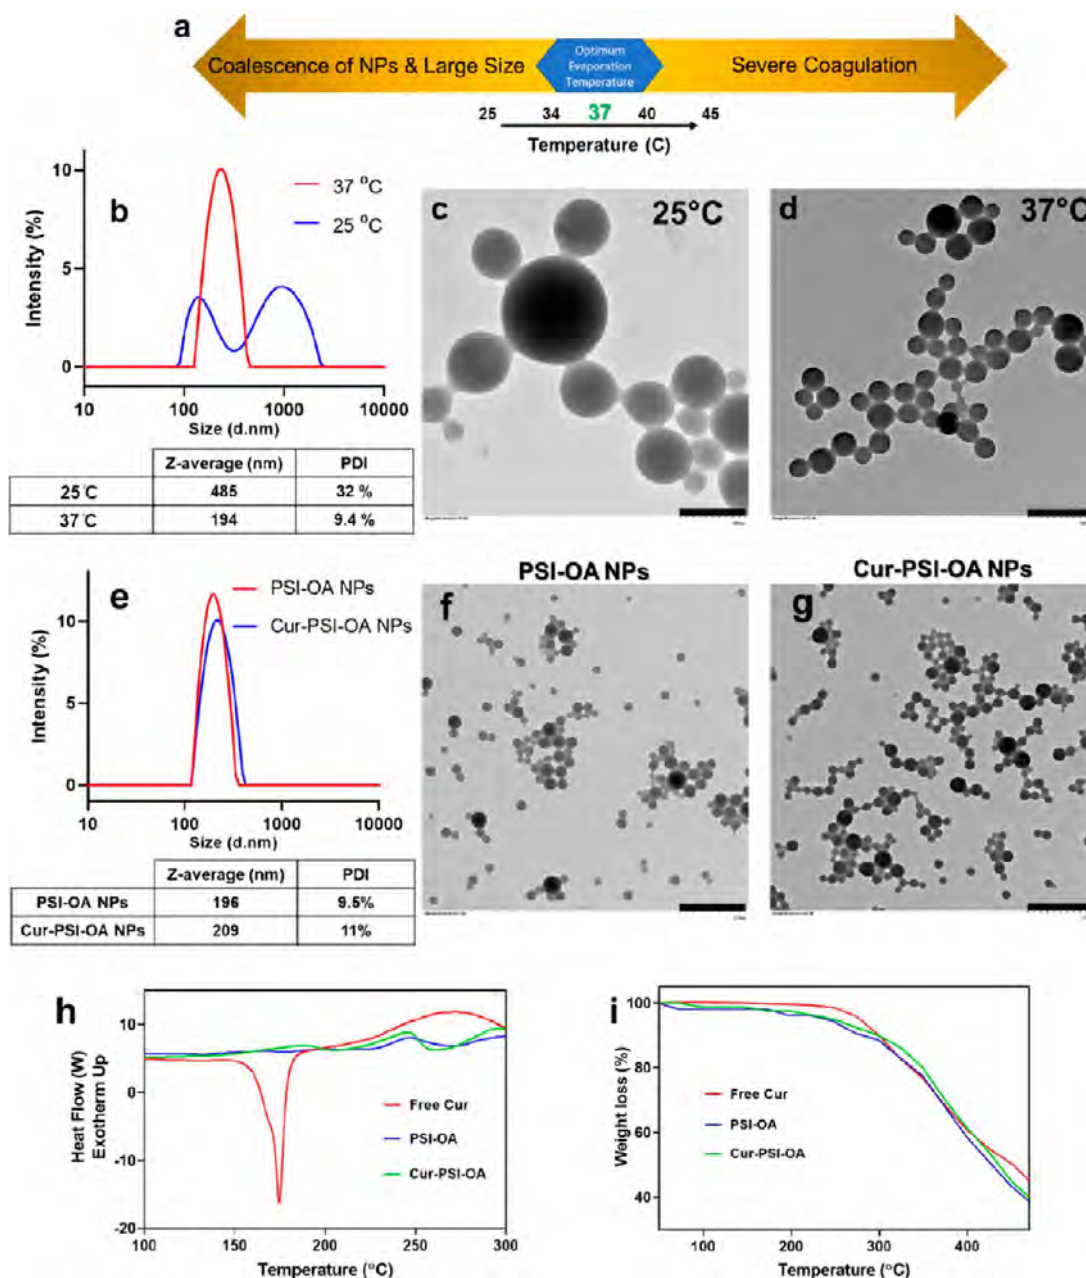 a
Coalescence of NPs & Large Size
Optimum
Evaporation
Temperature
Severe Coagulation
25 34 37 40 45
Temperature (C)
b
Intensity (%)
10
5
0
37 °C
25 °C
10 100 1000 10000
Size (d.nm)
Z-average (nm) PDI
25°C 485 32 %
37°C 194 9.4 %
c
25°C
d
37°C
e
Intensity (%)
10
5
0
PSI-OA NPs
Cur-PSI-OA NPs
10 100 1000 10000
Size (d.nm)
Z-average (nm) PDI
PSI-OA NPs 196 9.5%
Cur-PSI-OA NPs 209 11%
PSI-OA NPs
f
Cur-PSI-OA NPs
g
h
Heat Flow (W)
Exotherm Up
10
0
-10
-20
Free Cur
PSI-OA
Cur-PSI-OA
100 150 200 250 300
Temperature (°C)
i
Weight loss (%)
100
80
60
40
Free Cur
PSI-OA
Cur-PSI-OA
100 200 300 400
Temperature (°C)